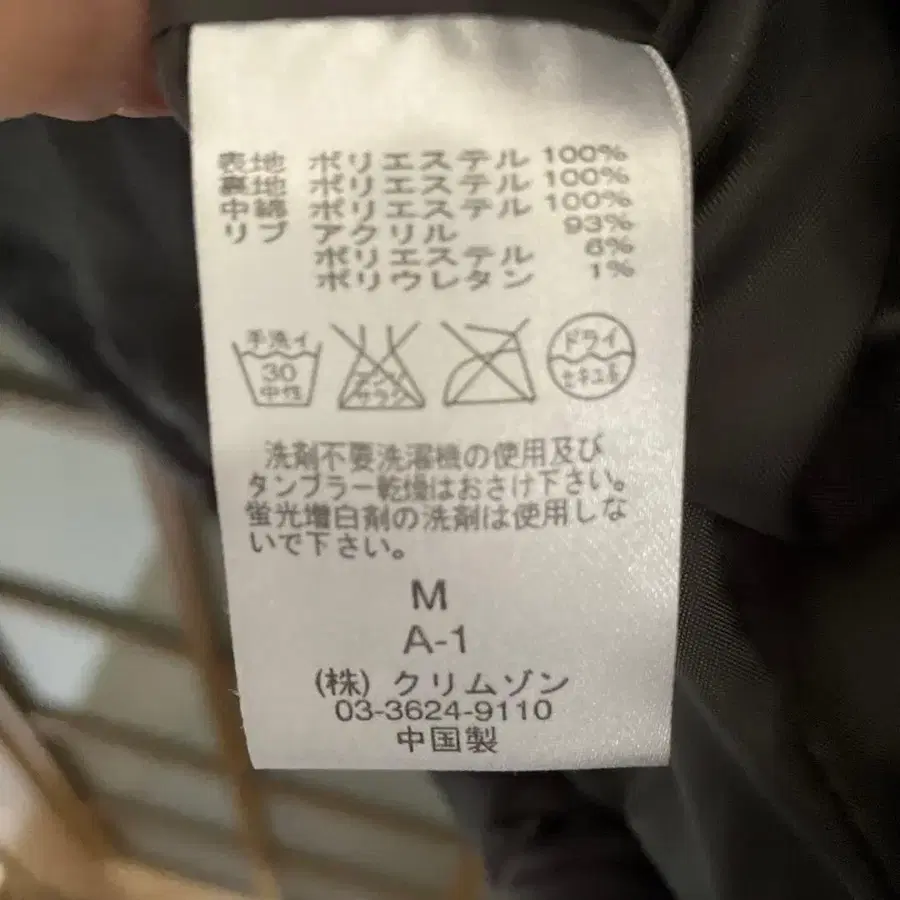 表地 ポリエステル 100%
裏地 ポリエステル 100%
中綿 ポリエステル 100%
リブ アクリル 93%
ポリエステル 6%
ポリウレタン 1%
手洗イ
30
中性
エンソ
サラシ
ドライ
セキユ系
洗剤不要洗濯機の使用及び
タンブラー乾燥はおさけ下さい。
蛍光増白剤の洗剤は使用しな
いで下さい。
M
A-1
(株) クリムゾン
03-3624-9110
中国製